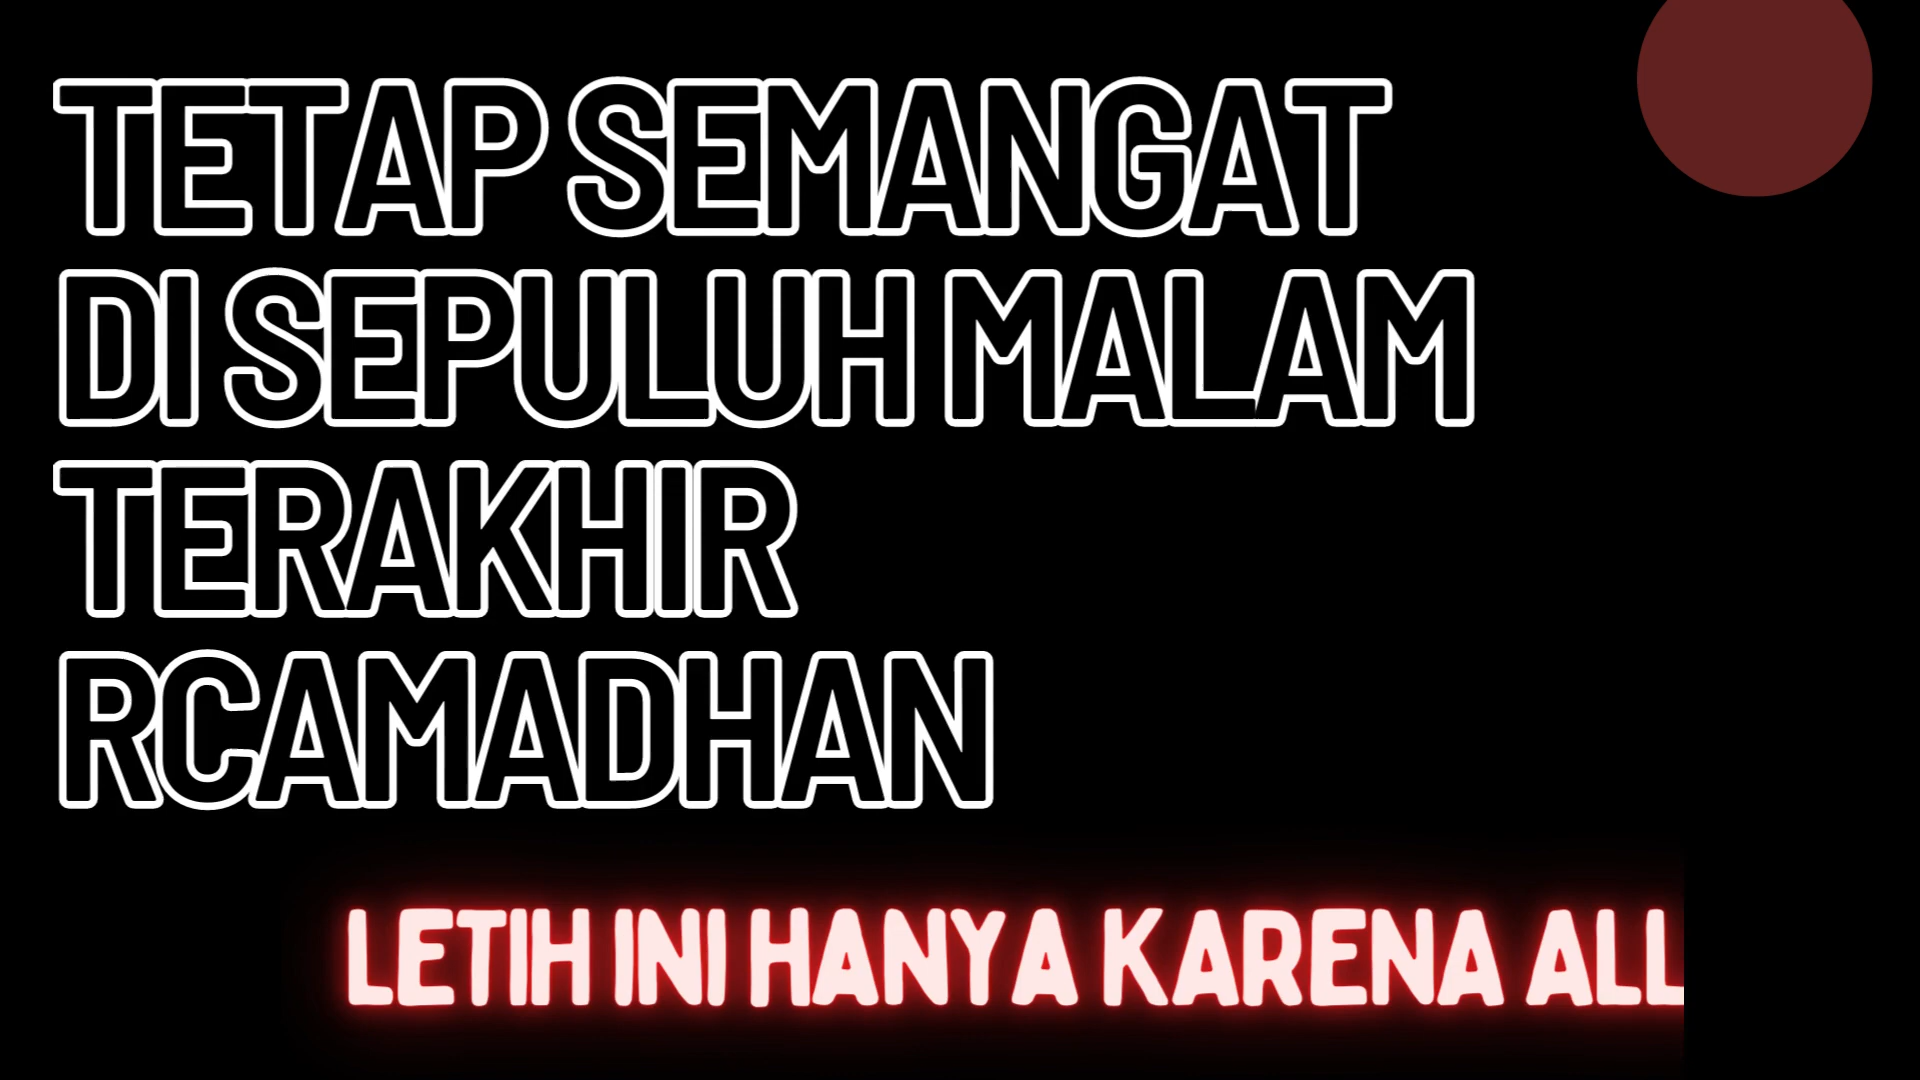 TETAP SEMANGAT
DI SEPULUH MALAM
TERAKHIR
RCAMADHAN
LETIH INI HANYA KARENA ALL